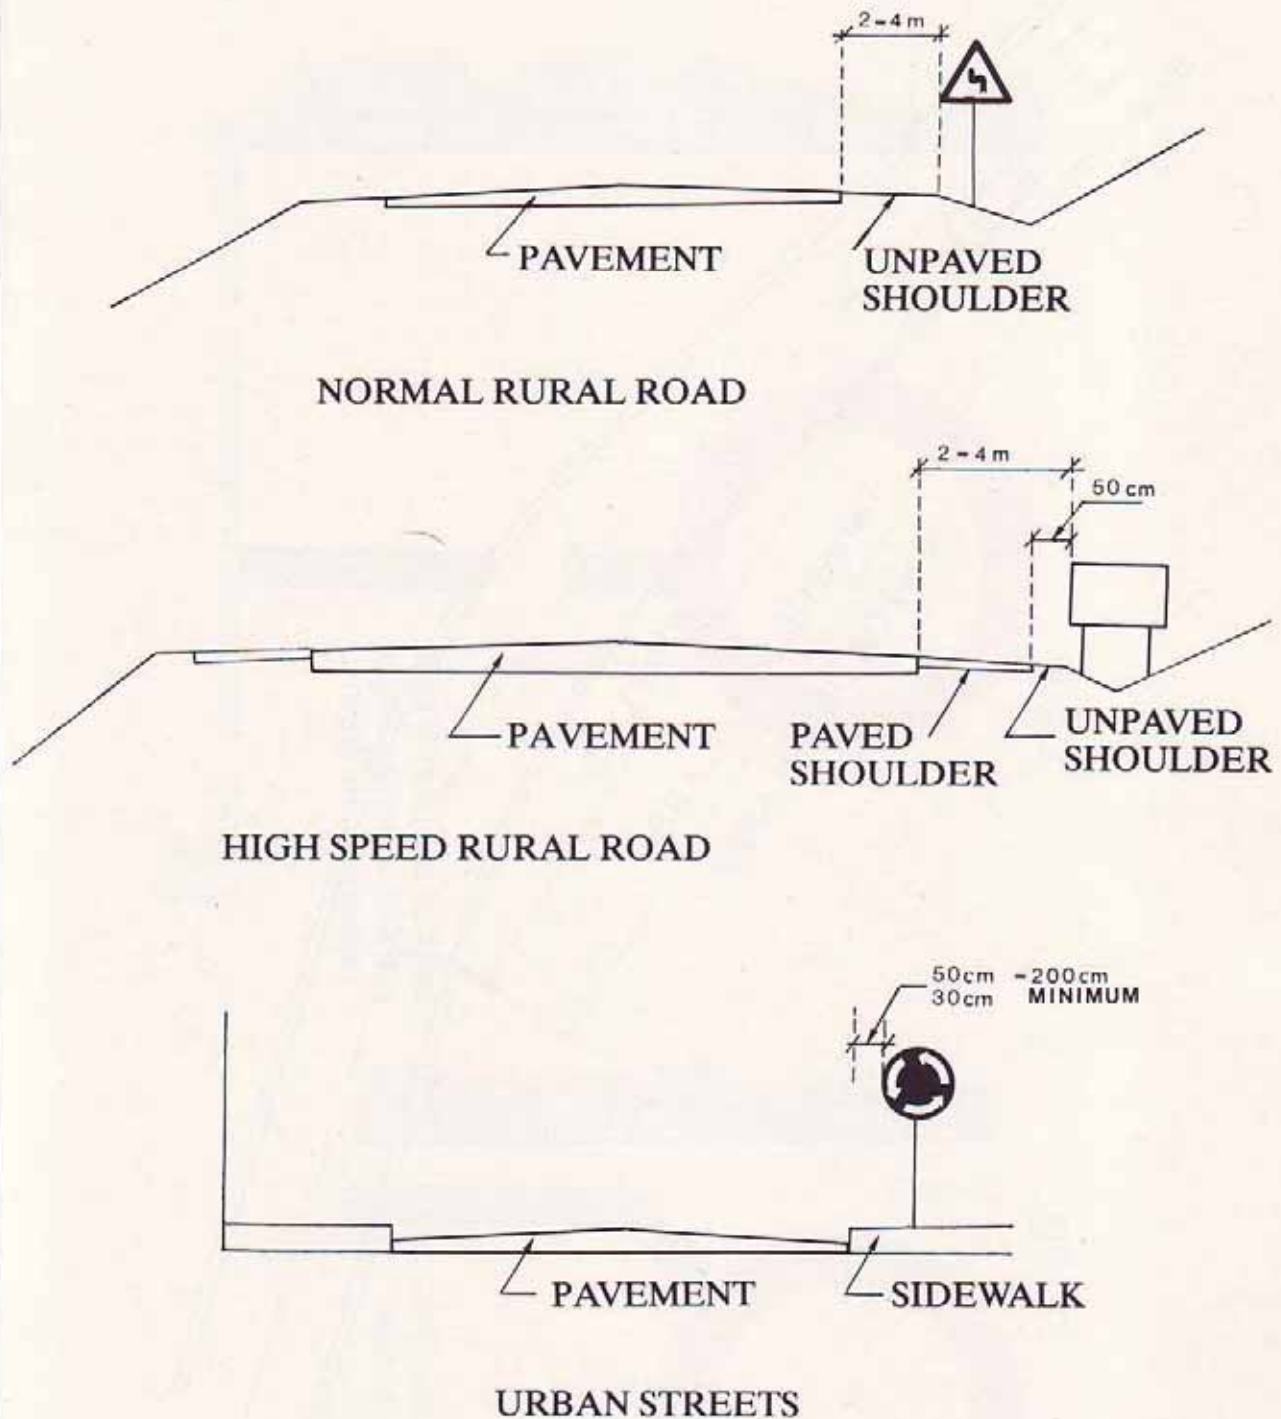 2-4 m
PAVEMENT
UNPAVED
SHOULDER
NORMAL RURAL ROAD
2-4 m
50 cm
PAVEMENT
PAVED
SHOULDER
UNPAVED
SHOULDER
HIGH SPEED RURAL ROAD
50cm -200cm
30cm MINIMUM
PAVEMENT
SIDEWALK
URBAN STREETS